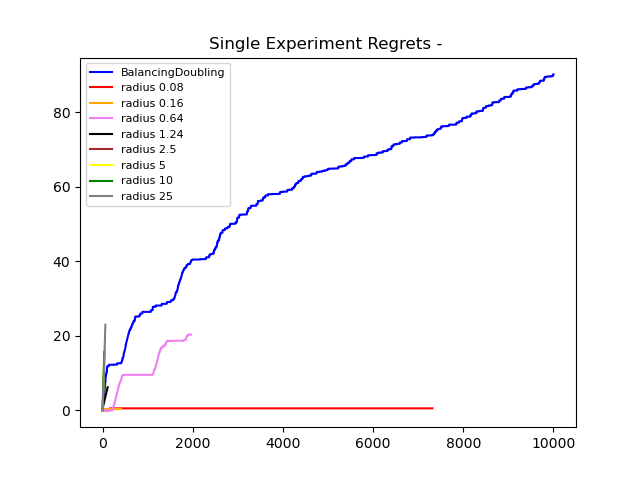 Single Experiment Regrets -
BalancingDoubling
radius 0.08
radius 0.16
radius 0.64
radius 1.24
radius 2.5
radius 5
radius 10
radius 25
80
60
40
20
0
0 2000 4000 6000 8000 10000